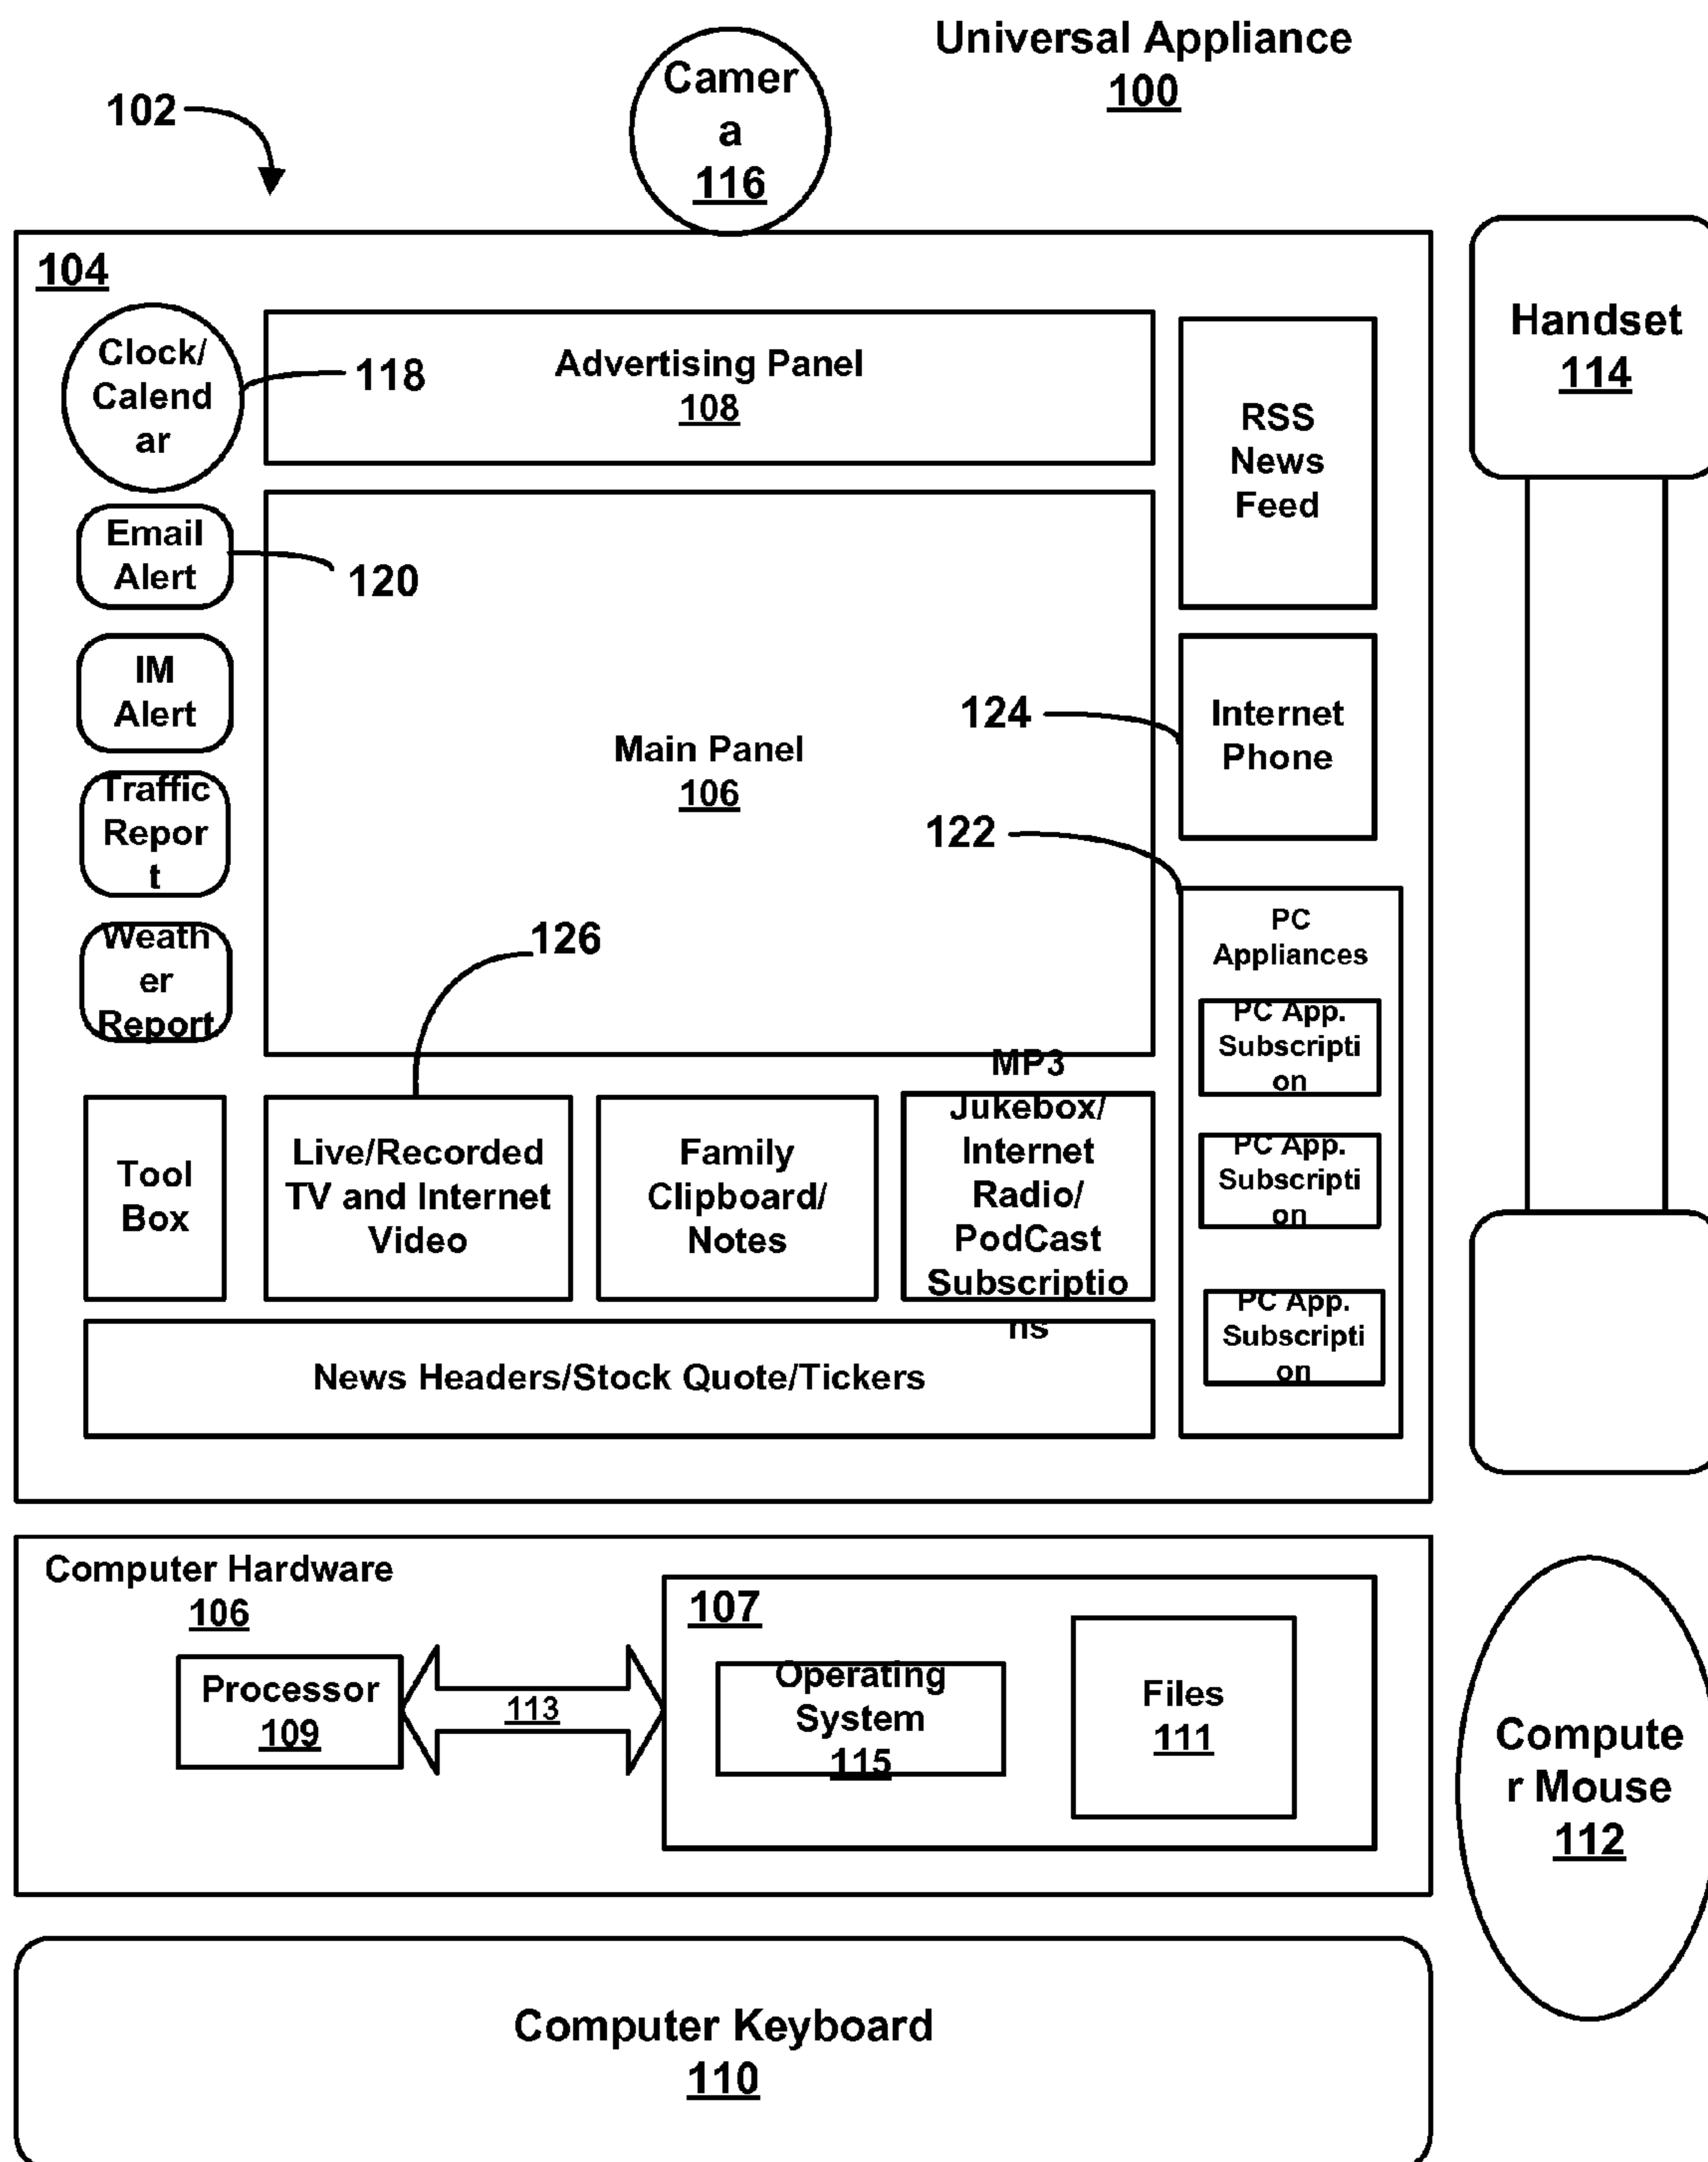 Universal Appliance
100
102
Camer
a
116
104
Clock/
Calend
ar
118
Advertising Panel
108
RSS
News
Feed
Handset
114
Email
Alert
120
IM
Alert
Traffic
Repor
t
Weath
er
Report
Main Panel
106
124
Internet
Phone
122
126
PC
Appliances
PC App.
Subscripti
on
PC App.
Subscripti
on
PC App.
Subscripti
on
Tool
Box
Live/Recorded
TV and Internet
Video
Family
Clipboard/
Notes
MP3
Jukebox/
Internet
Radio/
PodCast
Subscriptio
ns
News Headers/Stock Quote/Tickers
Computer Hardware
106
Processor
109
113
107
Operating
System
115
Files
111
Compute
r Mouse
112
Computer Keyboard
110